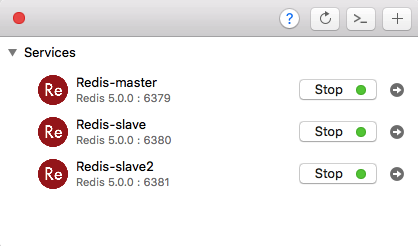 ?
Services
Re
Redis-master
Redis 5.0.0 : 6379
Stop
Re
Redis-slave
Redis 5.0.0 : 6380
Stop
Re
Redis-slave2
Redis 5.0.0 : 6381
Stop